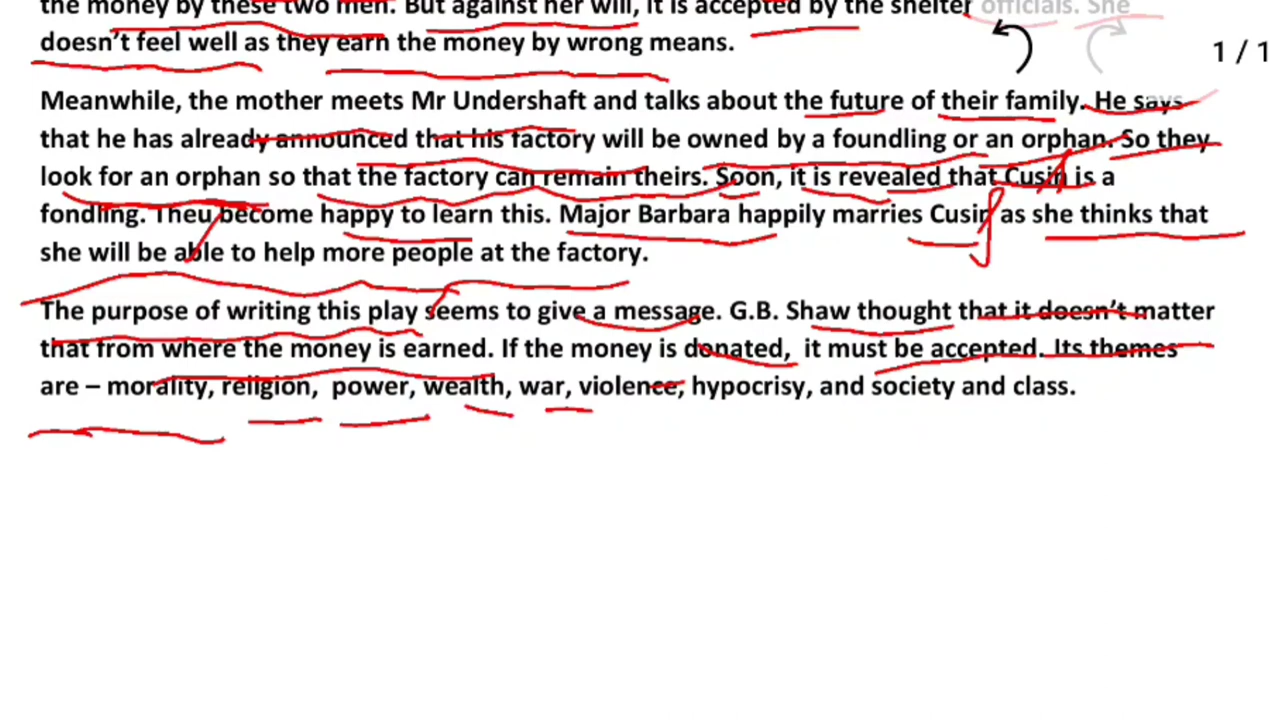 the money by these two men. But against her will, it is accepted by the shelter officials. She
doesn't feel well as they earn the money by wrong means.
1 / 1
Meanwhile, the mother meets Mr Undershaft and talks about the future of their family. He says
that he has already announced that his factory will be owned by a foundling or an orphan. So they
look for an orphan so that the factory can remain theirs. Soon, it is revealed that Cusin is a
fondling. Theu become happy to learn this. Major Barbara happily marries Cusin as she thinks that
she will be able to help more people at the factory.
The purpose of writing this play seems to give a message. G.B. Shaw thought that it doesn't matter
that from where the money is earned. If the money is donated, it must be accepted. Its themes
are – morality, religion, power, wealth, war, violence, hypocrisy, and society and class.